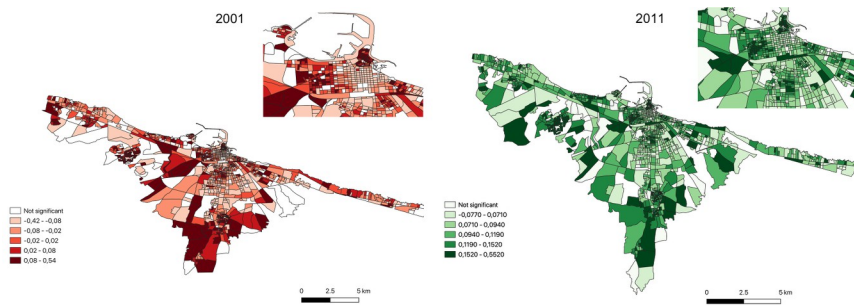 2001
Not significant
-0,42 - -0,08
-0,08 - -0,02
-0,02 - 0,02
0,02 - 0,08
0,08 - 0,54
0 2.5 5 km
2011
Not significant
-0,0770 - 0,0710
0,0710 - 0,0940
0,0940 - 0,1190
0,1190 - 0,1520
0,1520 - 0,5520
0 2.5 5 km